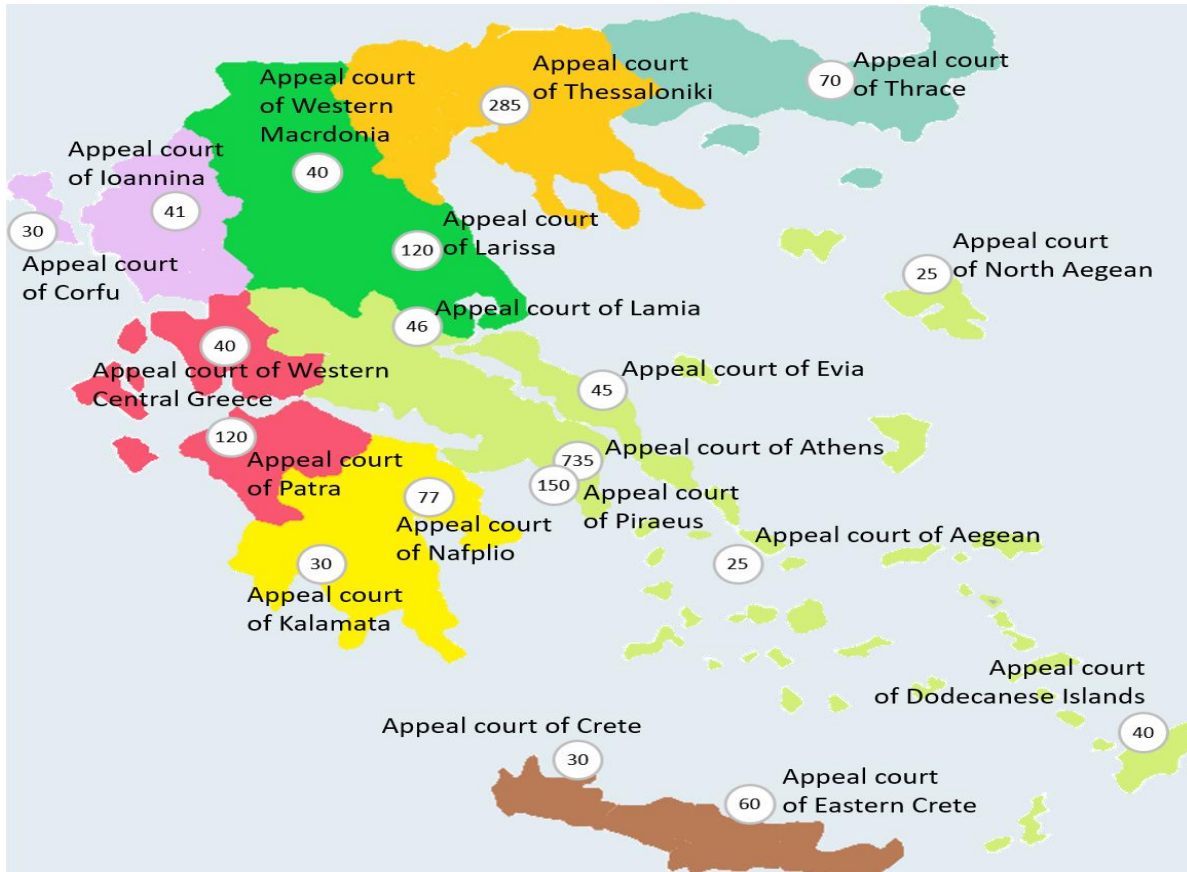 Appeal court
of Thrace
70
Appeal court
of Thessaloniki
285
Appeal court
of Western
Macrdonia
40
Appeal court
of Ioannina
41
30
Appeal court
of Corfu
Appeal court
of Larissa
120
Appeal court
of North Aegean
25
Appeal court of Lamia
46
40
Appeal court of Western
Central Greece
Appeal court of Evia
45
120
Appeal court
of Patra
Appeal court of Athens
735
150
Appeal court
of Piraeus
77
Appeal court
of Nafplio
Appeal court of Aegean
25
30
Appeal court
of Kalamata
Appeal court
of Dodecanese Islands
40
Appeal court of Crete
30
Appeal court
of Eastern Crete
60